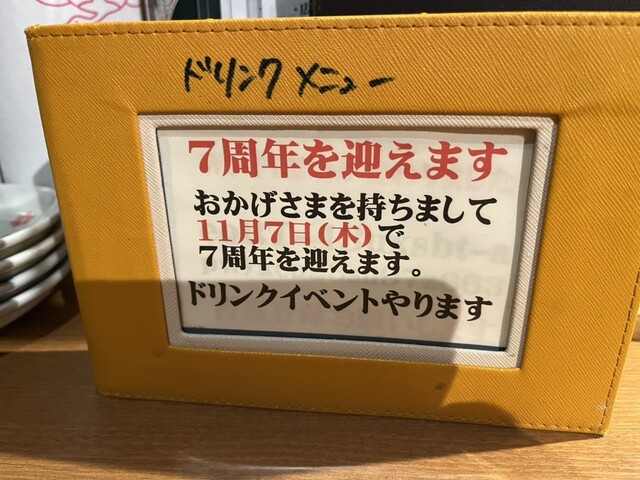 ドリンクメニュー
7周年を迎えます
おかげさまを持ちまして
11月7日(木)で
7周年を迎えます。
ドリンクイベントやります